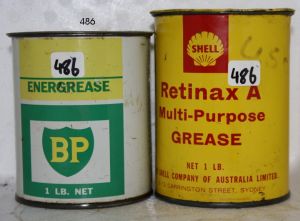 486
ENERGREASE
486
BP
1 LB. NET
SHELL
486
Retinax A
Multi-Purpose
GREASE
NET 1 LB.
SHELL COMPANY OF AUSTRALIA LIMITED.
CARRINGTON STREET, SYDNEY